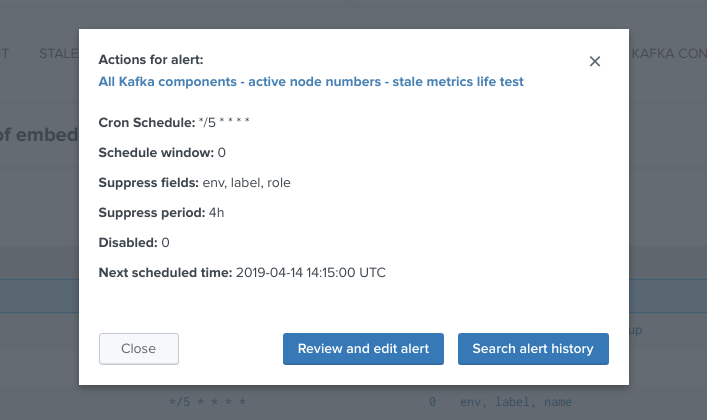 T STALE KAFKA CON
of embed
Actions for alert:
All Kafka components - active node numbers - stale metrics life test
Cron Schedule: */5 * * * *
Schedule window: 0
Suppress fields: env, label, role
Suppress period: 4h
Disabled: 0
Next scheduled time: 2019-04-14 14:15:00 UTC
up
Close Review and edit alert Search alert history
*/5 * * * * 0 env, label, name